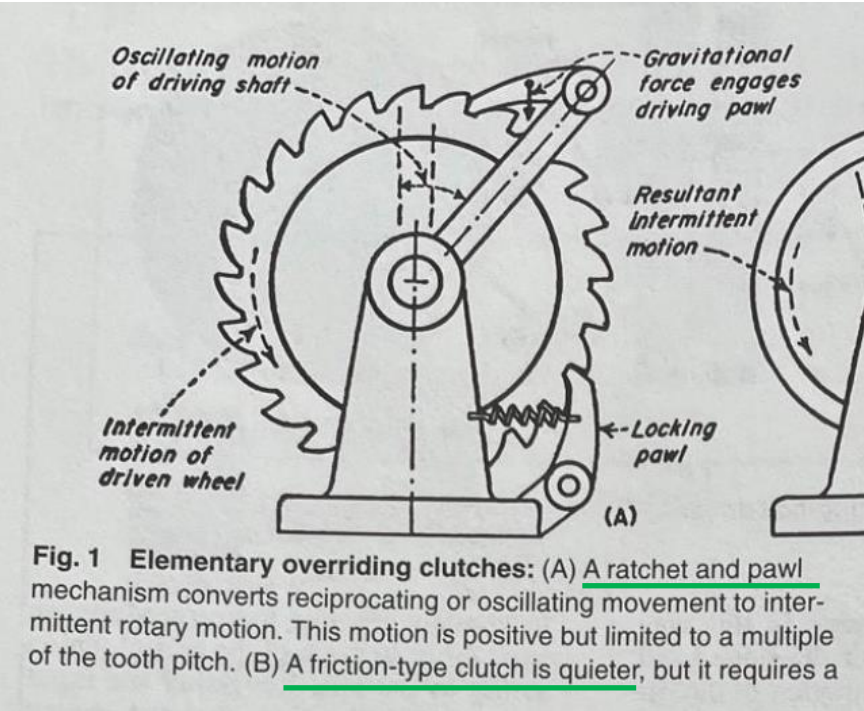 Oscillating motion
of driving shaft
Gravitational
force engages
driving pawl
Resultant
intermittent
motion
Intermittent
motion of
driven wheel
Locking
pawl
(A)
Fig. 1 Elementary overriding clutches: (A) A ratchet and pawl
mechanism converts reciprocating or oscillating movement to inter-
mittent rotary motion. This motion is positive but limited to a multiple
of the tooth pitch. (B) A friction-type clutch is quieter, but it requires a